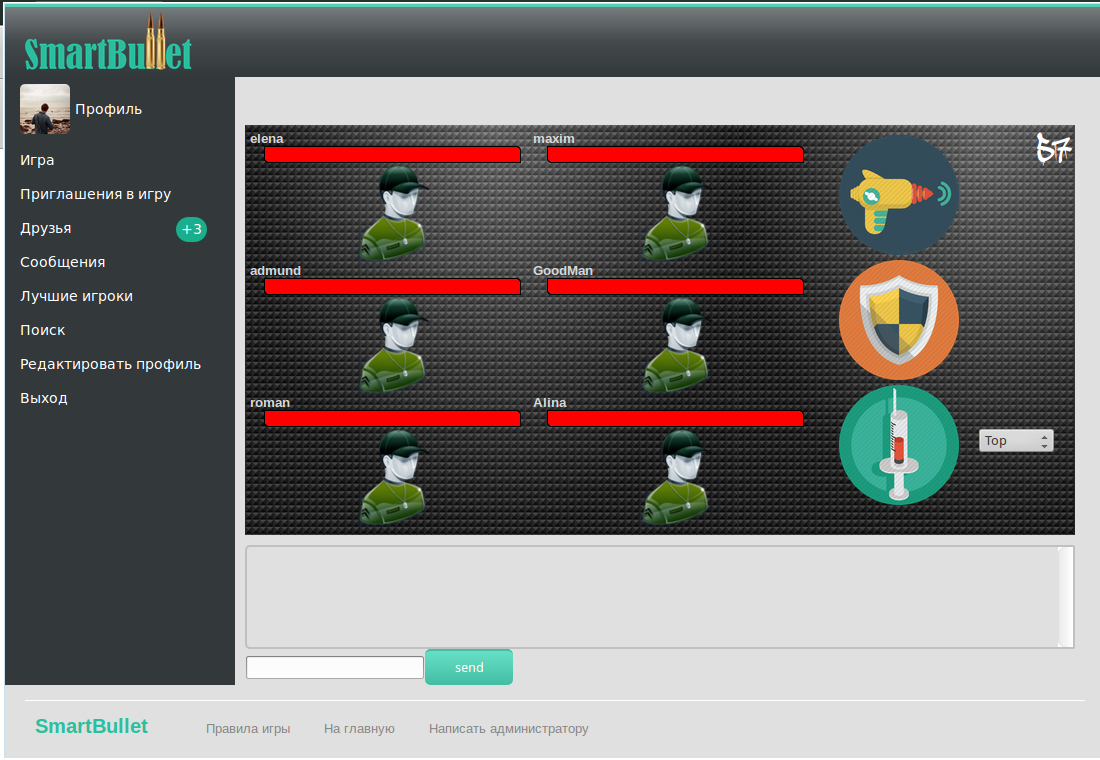 SmartBullet
Профиль
Игра
Приглашения в игру
Друзья
+3
Сообщения
Лучшие игроки
Поиск
Редактировать профиль
Выход
elena
maxim
57
admund
GoodMan
roman
Alina
Top
send
SmartBullet
Правила игры
На главную
Написать администратору